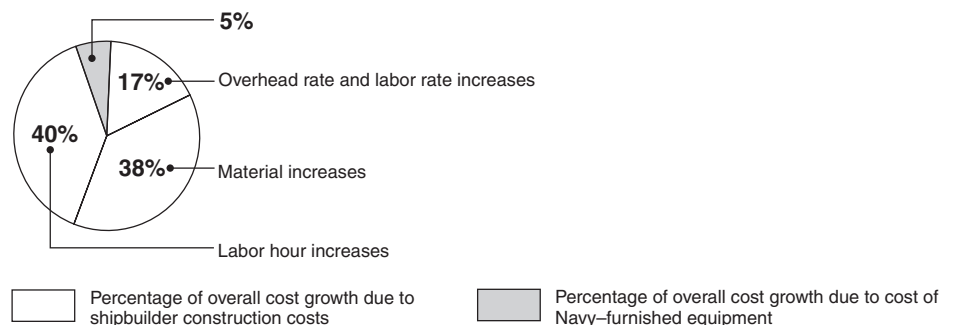 5%
17%
Overhead rate and labor rate increases
40%
38%
Material increases
Labor hour increases
Percentage of overall cost growth due to
shipbuilder construction costs
Percentage of overall cost growth due to cost of
Navy–furnished equipment